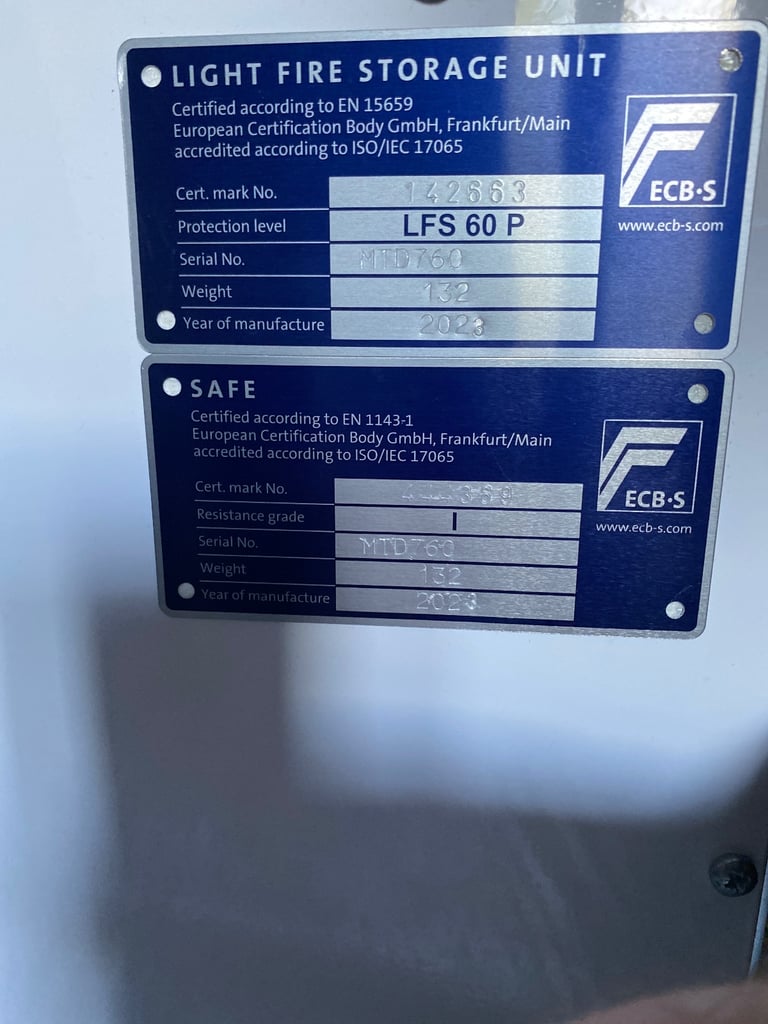 LIGHT FIRE STORAGE UNIT
Certified according to EN 15659
European Certification Body GmbH, Frankfurt/Main
accredited according to ISO/IEC 17065
ECB·S
www.ecb-s.com
Cert. mark No. 142663
Protection level LFS 60 P
Serial No. MTD760
Weight 132
Year of manufacture 2023
SAFE
Certified according to EN 1143-1
European Certification Body GmbH, Frankfurt/Main
accredited according to ISO/IEC 17065
ECB·S
www.ecb-s.com
Cert. mark No.
Resistance grade I
Serial No. MTD760
Weight 132
Year of manufacture 2023